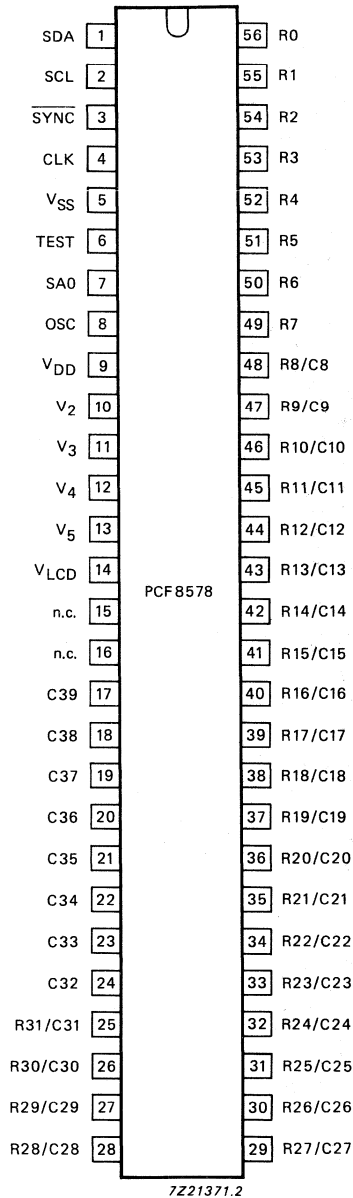 SDA 1 56 R0
SCL 2 55 R1
S̅Y̅N̅C̅ 3 54 R2
CLK 4 53 R3
VSS 5 52 R4
TEST 6 51 R5
SA0 7 50 R6
OSC 8 49 R7
VDD 9 48 R8/C8
V2 10 47 R9/C9
V3 11 46 R10/C10
V4 12 45 R11/C11
V5 13 44 R12/C12
VLCD 14 43 R13/C13
PCF8578
n.c. 15 42 R14/C14
n.c. 16 41 R15/C15
C39 17 40 R16/C16
C38 18 39 R17/C17
C37 19 38 R18/C18
C36 20 37 R19/C19
C35 21 36 R20/C20
C34 22 35 R21/C21
C33 23 34 R22/C22
C32 24 33 R23/C23
R31/C31 25 32 R24/C24
R30/C30 26 31 R25/C25
R29/C29 27 30 R26/C26
R28/C28 28 29 R27/C27
7Z21371.2